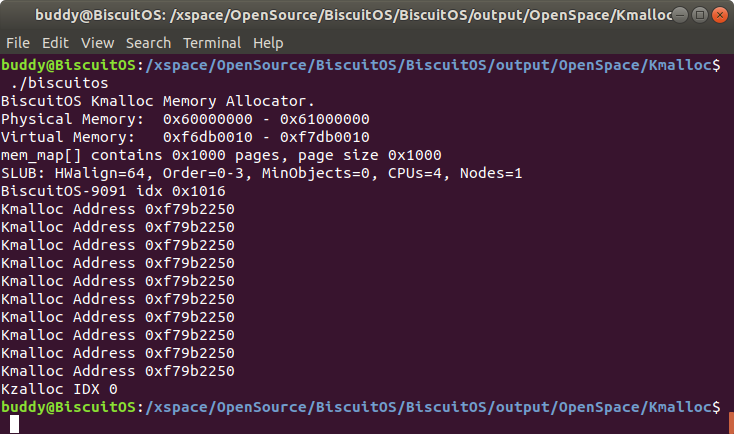 buddy@BiscuitOS: /xspace/OpenSource/BiscuitOS/BiscuitOS/output/OpenSpace/Kmalloc
File Edit View Search Terminal Help
buddy@BiscuitOS:/xspace/OpenSource/BiscuitOS/BiscuitOS/output/OpenSpace/Kmalloc$
./biscuitos
BiscuitOS Kmalloc Memory Allocator.
Physical Memory:  0x60000000 - 0x61000000
Virtual Memory:   0xf6db0010 - 0xf7db0010
mem_map[] contains 0x1000 pages, page size 0x1000
SLUB: HWalign=64, Order=0-3, MinObjects=0, CPUs=4, Nodes=1
BiscuitOS-9091 idx 0x1016
Kmalloc Address 0xf79b2250
Kmalloc Address 0xf79b2250
Kmalloc Address 0xf79b2250
Kmalloc Address 0xf79b2250
Kmalloc Address 0xf79b2250
Kmalloc Address 0xf79b2250
Kmalloc Address 0xf79b2250
Kmalloc Address 0xf79b2250
Kmalloc Address 0xf79b2250
Kmalloc Address 0xf79b2250
Kzalloc IDX 0
buddy@BiscuitOS:/xspace/OpenSource/BiscuitOS/BiscuitOS/output/OpenSpace/Kmalloc$